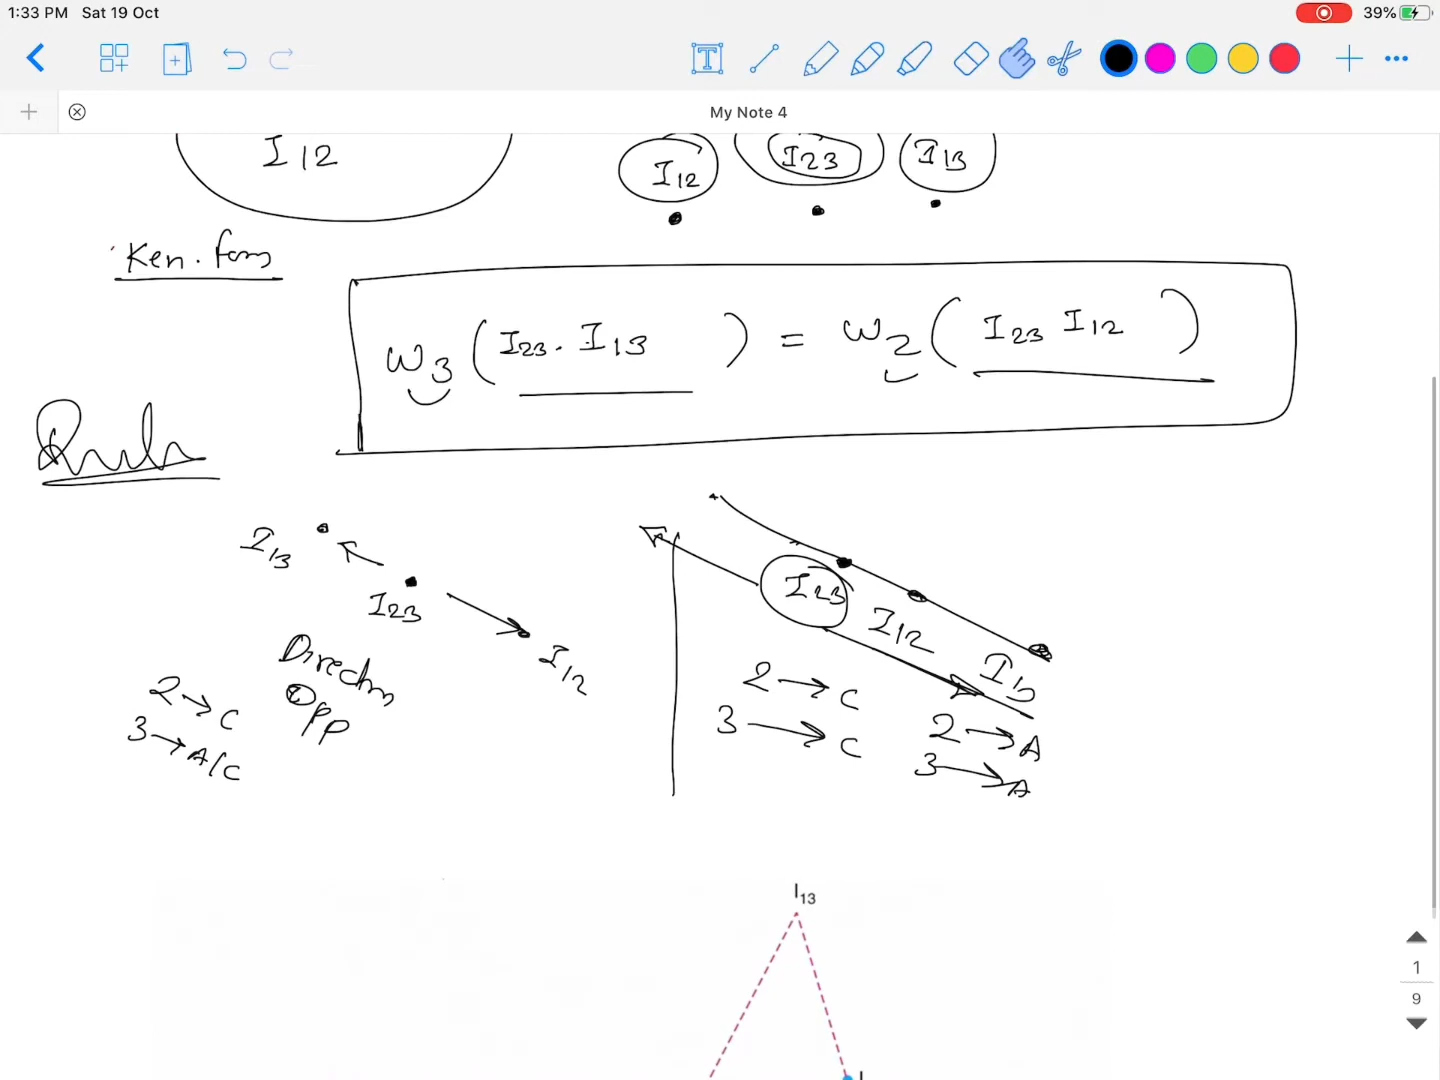 1:33 PM Sat 19 Oct
39%
My Note 4
I12
I12
I23
I13
Ken.
ω3 ( I23 . I13 ) = ω2 ( I23 I12 )
I13
I23
I12
Direction
Opp
2 → C
3 → A/C
I23
I12
I13
2 → C
3 → C
2 → A
3 → A
I13
1
9